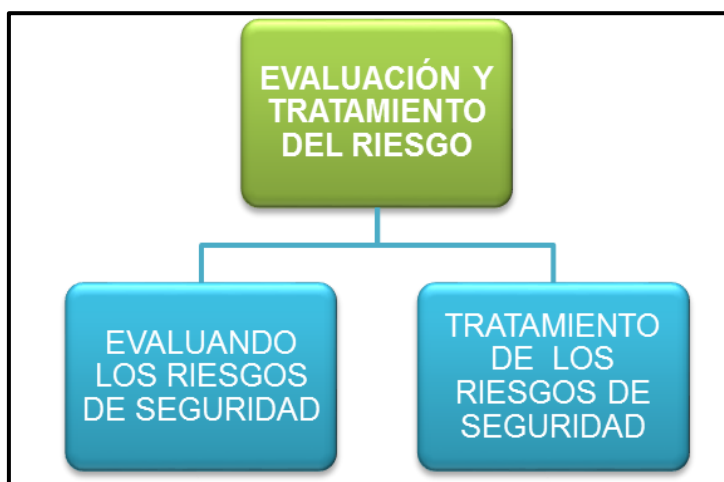 EVALUACIÓN Y
TRATAMIENTO
DEL RIESGO
EVALUANDO
LOS RIESGOS
DE SEGURIDAD
TRATAMIENTO
DE LOS
RIESGOS DE
SEGURIDAD